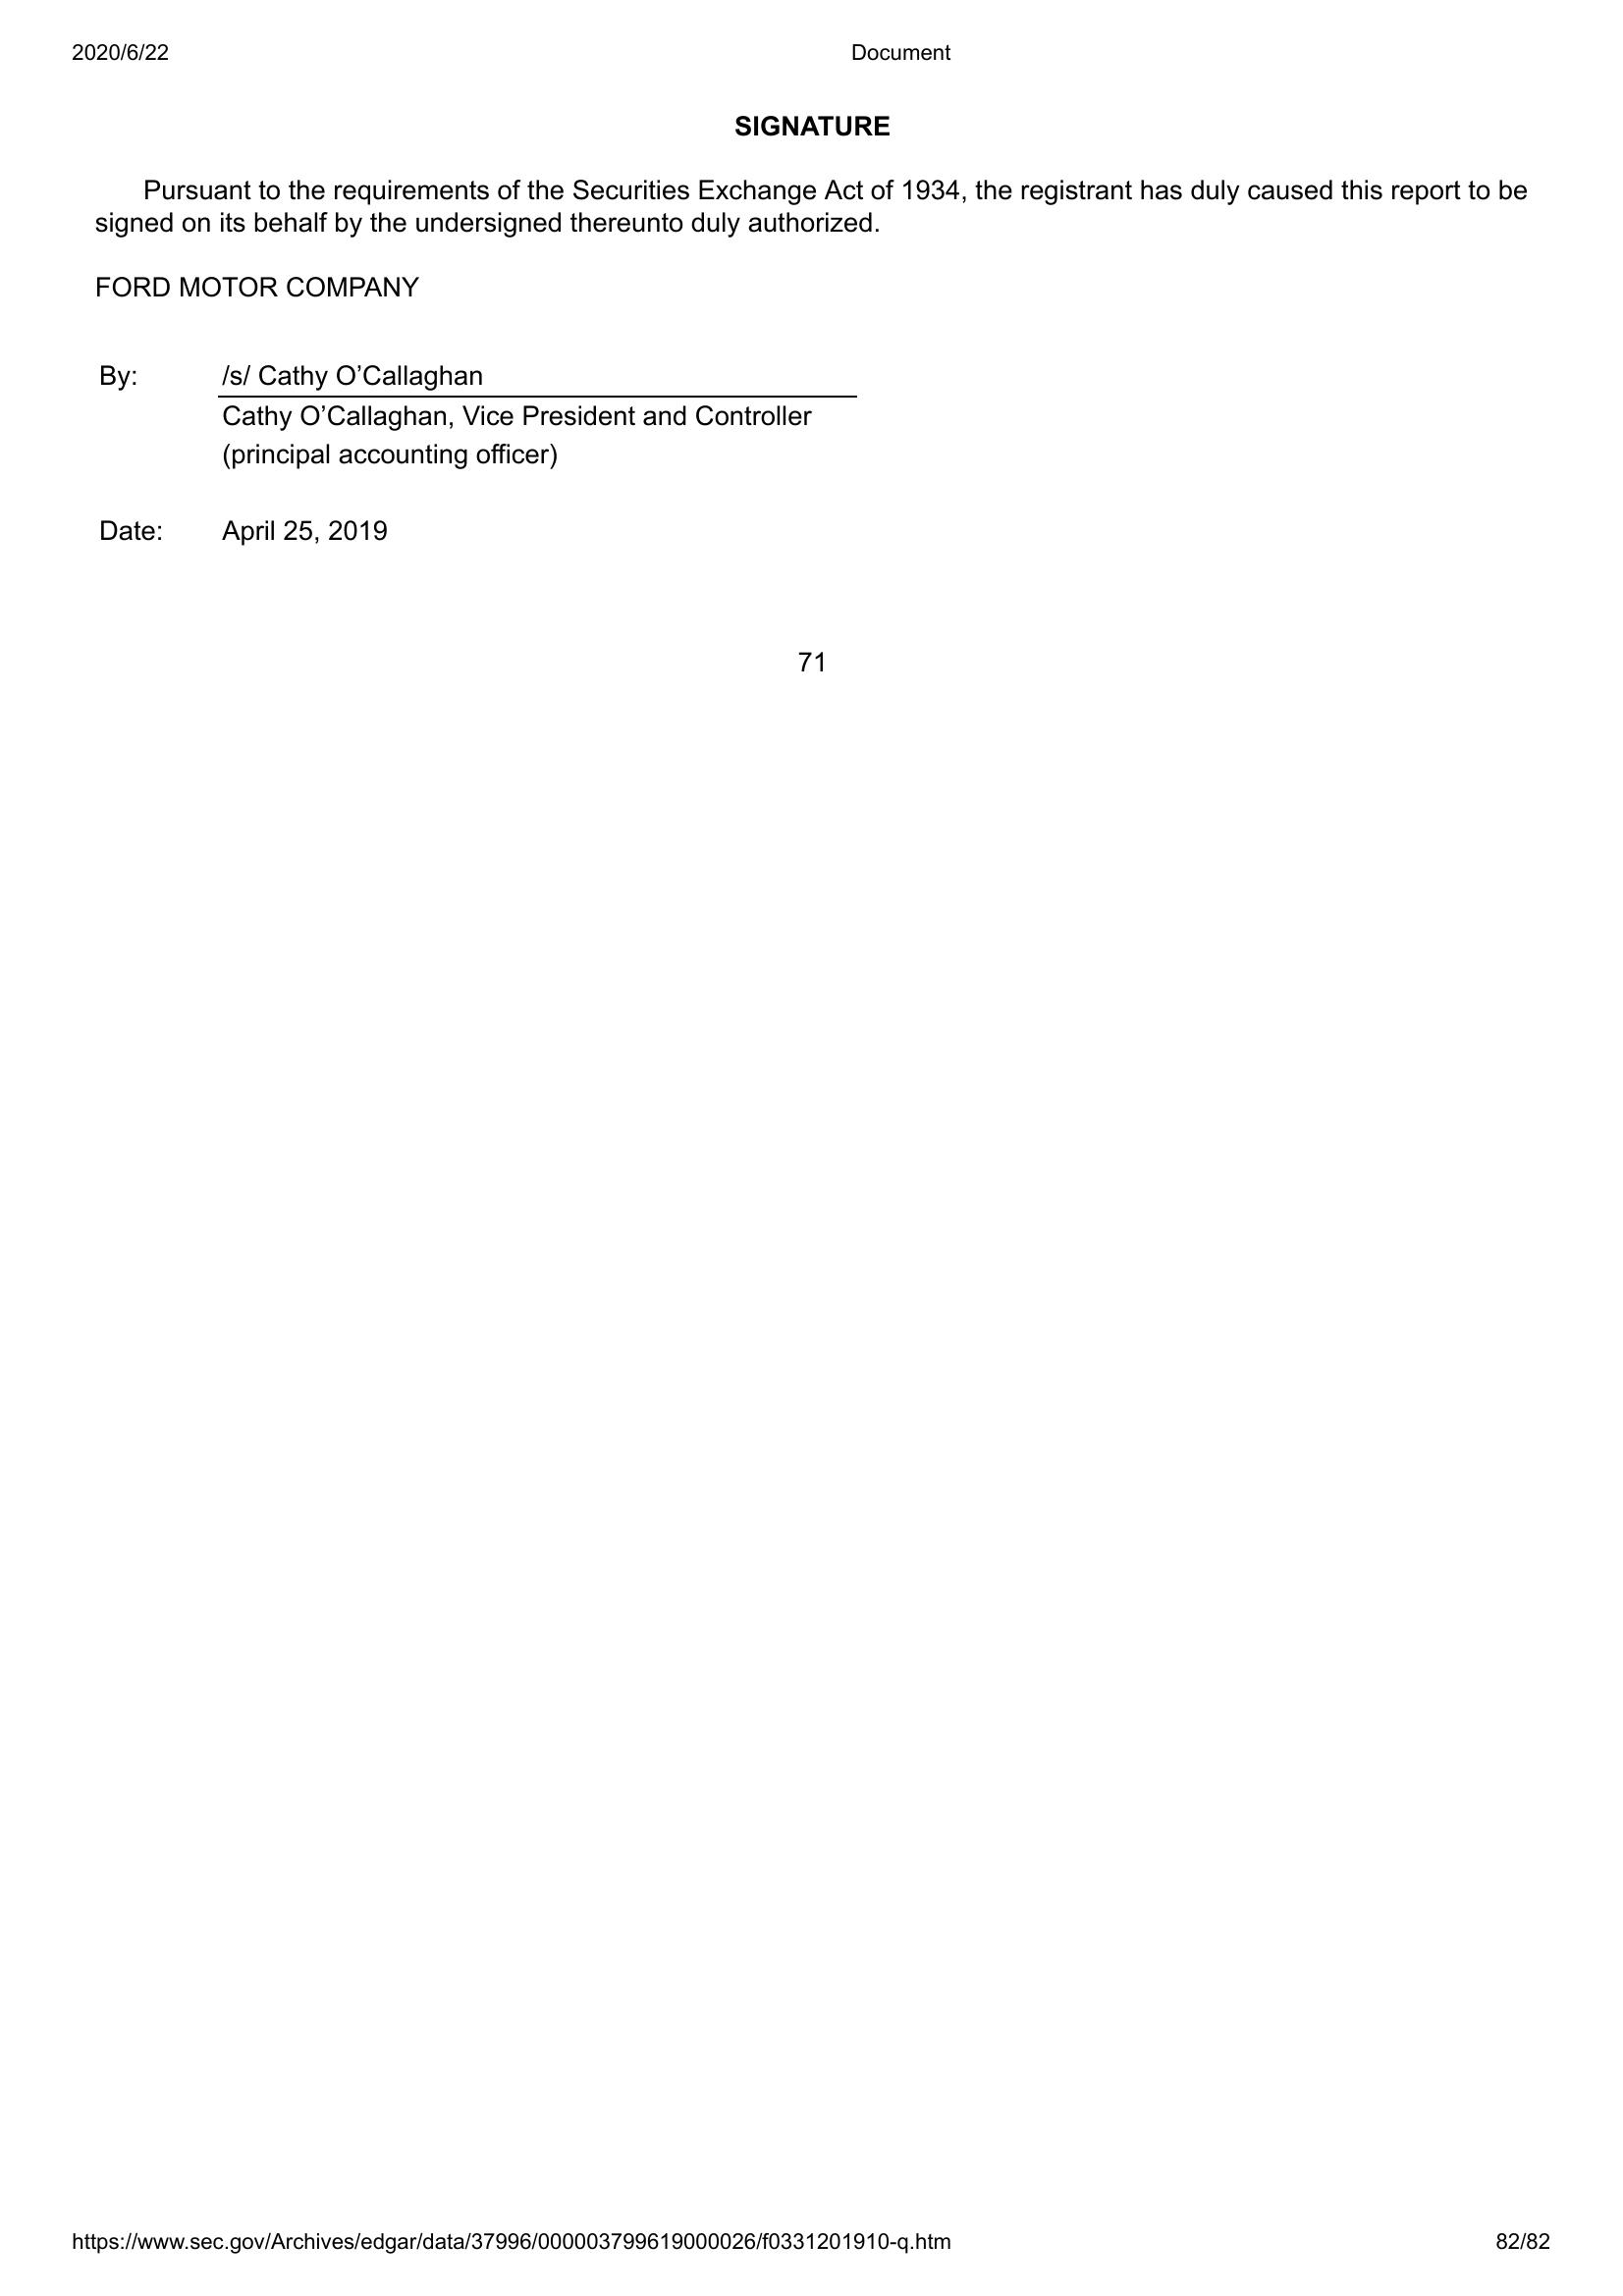 2020/6/22 Document
SIGNATURE
Pursuant to the requirements of the Securities Exchange Act of 1934, the registrant has duly caused this report to be
signed on its behalf by the undersigned thereunto duly authorized.
FORD MOTOR COMPANY
By: /s/ Cathy O’Callaghan
Cathy O’Callaghan, Vice President and Controller
(principal accounting officer)
Date: April 25, 2019
71
https://www.sec.gov/Archives/edgar/data/37996/000003799619000026/f0331201910-q.htm 82/82